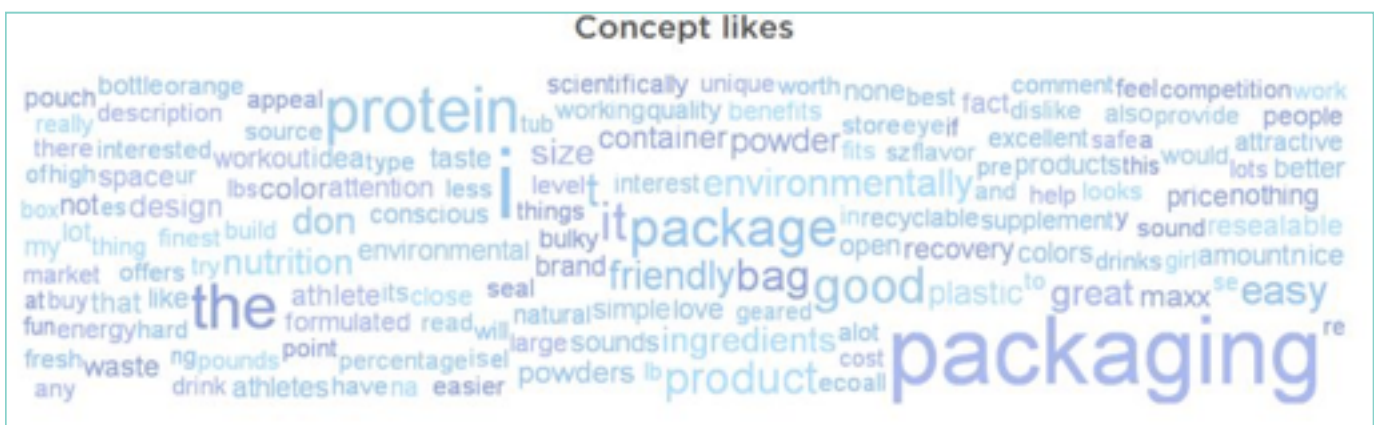 Concept likes
bottle orange scientifically unique worth none best fact comment feel competition work
pouch description appeal protein tub working quality benefits store eye if dislike also provide people
really source container powder fits sz flavor excellent safe a attractive
there interested workout idea type taste i size pre products this would lots better
of high space ur lbs color attention less level t interest environmentally and help looks price nothing
box not es design don conscious things it package in recyclable supplement y sound resealable
my lot thing finest build environmental bulky open recovery colors drinks girl amount nice
market offers try nutrition brand friendly bag good plastic to great maxx se easy
at buy that like the athlete its close seal natural simple love geared
fun energy hard formulated read will large sounds ingredients alot packaging re
fresh waste ng pounds point percentage is el powders lb product cost eco all
any drink athletes have na easier